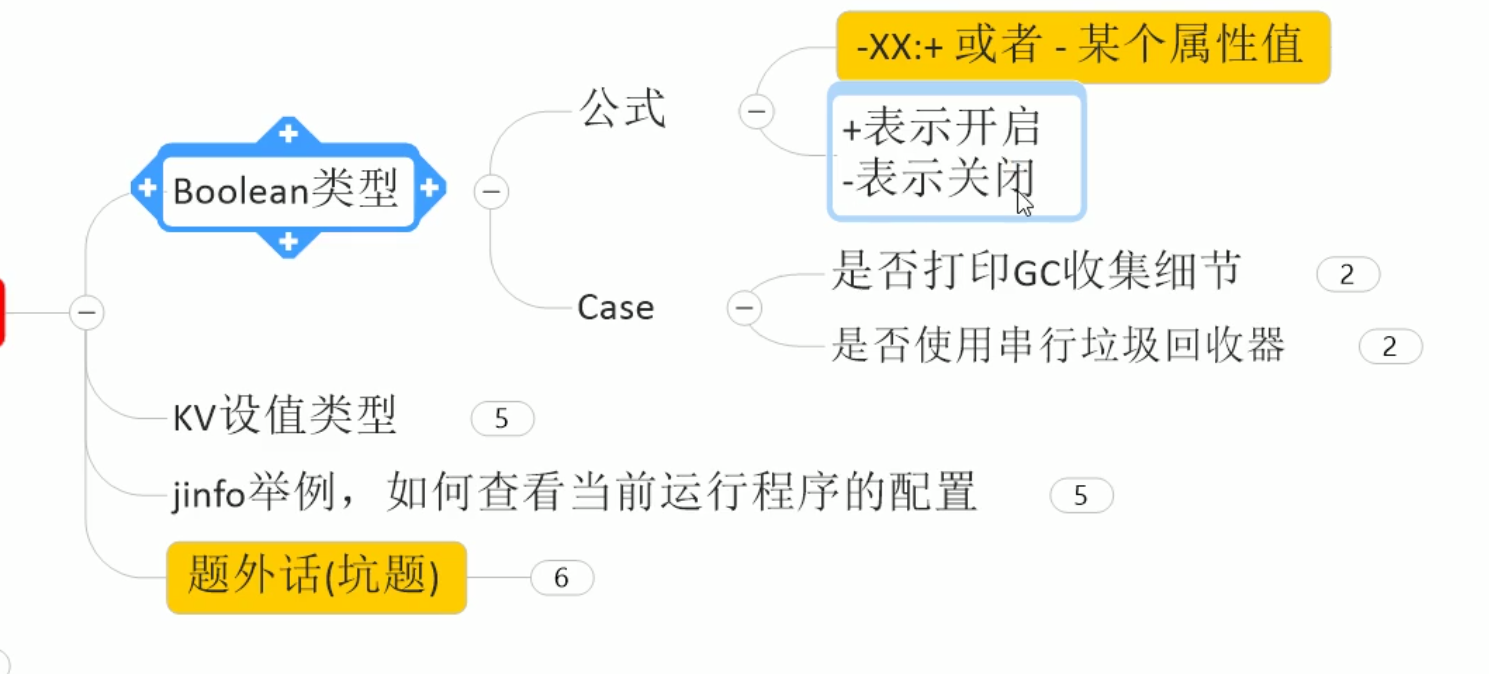 -XX:+ 或者 - 某个属性值
公式
+表示开启
-表示关闭
Boolean类型
是否打印GC收集细节
2
Case
是否使用串行垃圾回收器
2
KV设值类型
5
jinfo举例，如何查看当前运行程序的配置
5
题外话(坑题)
6